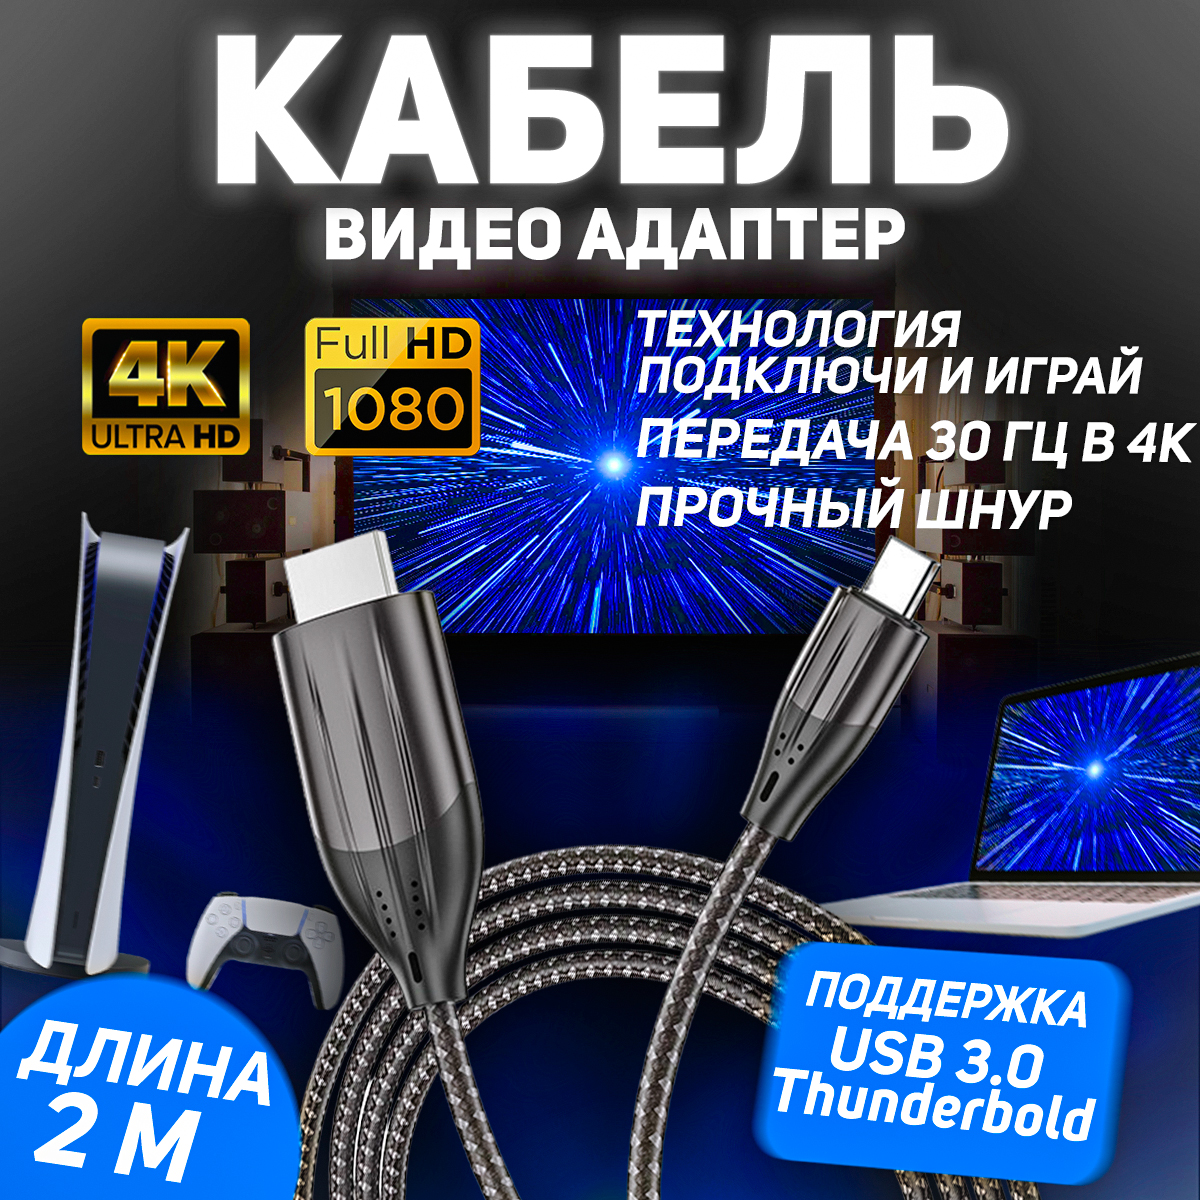 КАБЕЛЬ
ВИДЕО АДАПТЕР
4K
ULTRA HD
Full HD
1080
ТЕХНОЛОГИЯ
ПОДКЛЮЧИ И ИГРАЙ
ПЕРЕДАЧА 30 ГЦ В 4К
ПРОЧНЫЙ ШНУР
ДЛИНА
2 М
ПОДДЕРЖКА
USB 3.0
Thunderbold